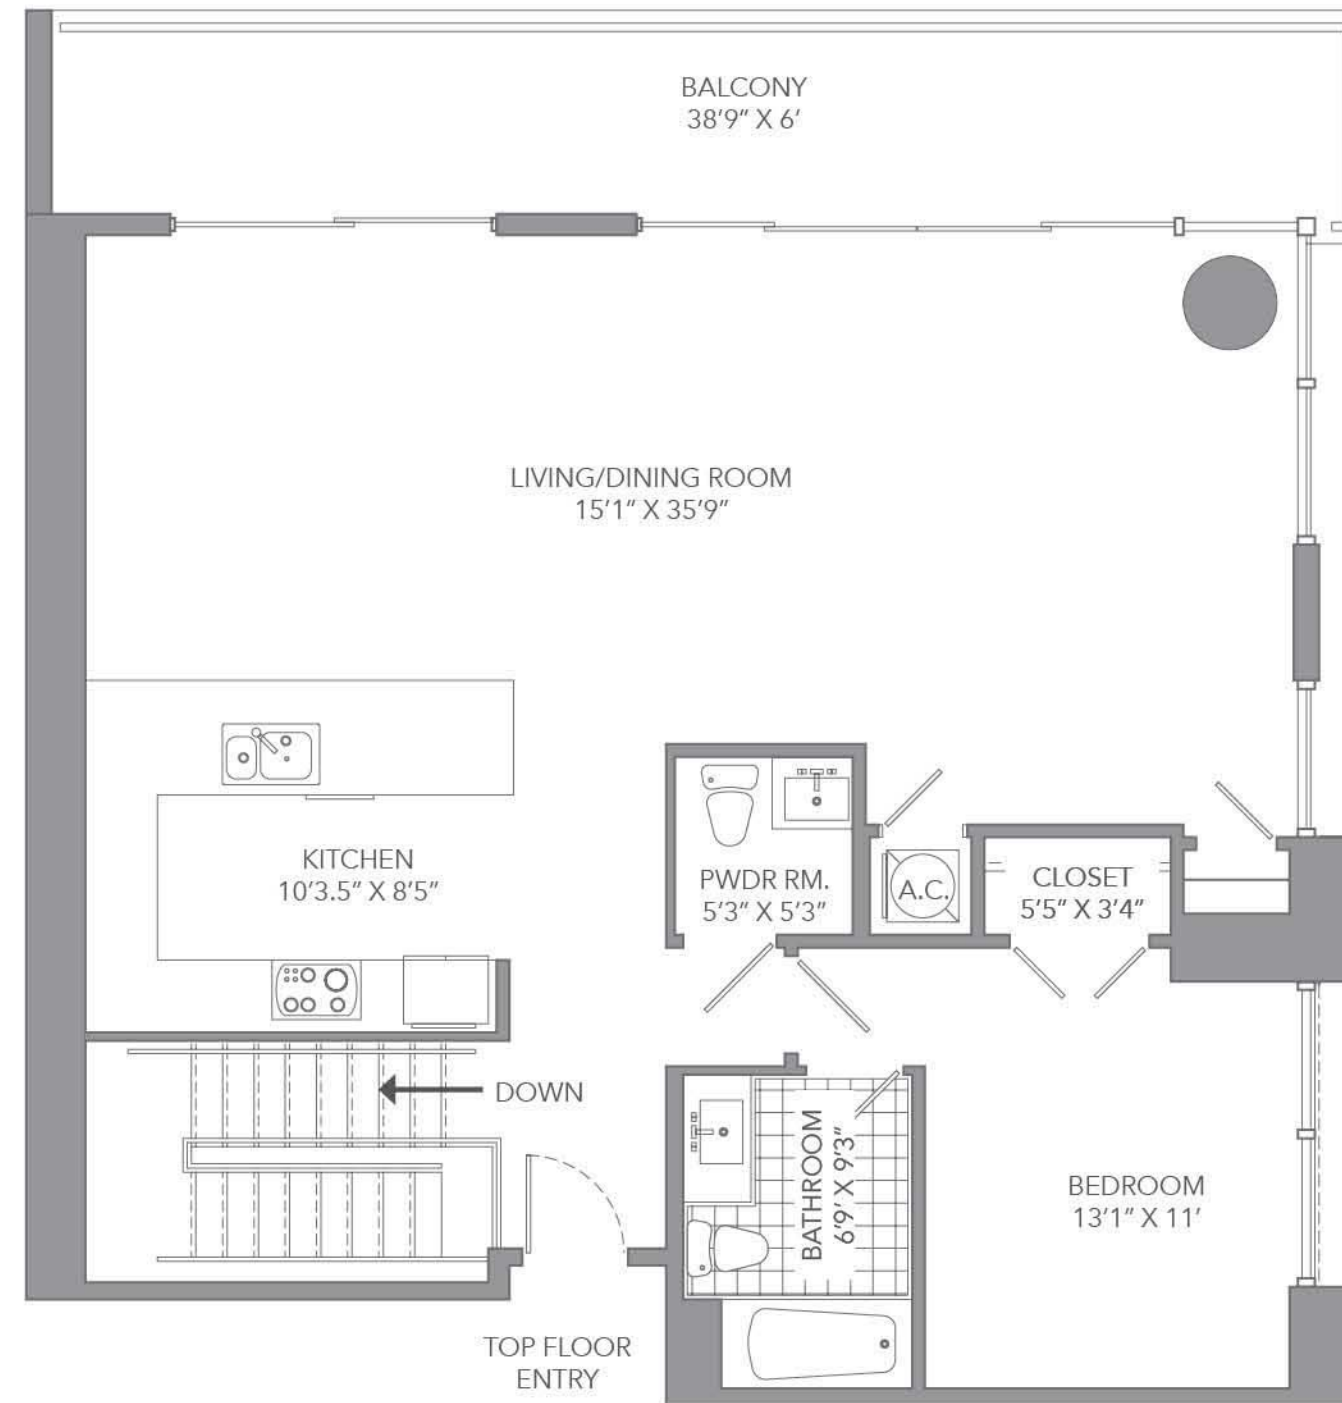 BALCONY
38'9" X 6'
LIVING/DINING ROOM
15'1" X 35'9"
KITCHEN
10'3.5" X 8'5"
PWDR RM.
5'3" X 5'3"
A.C.
CLOSET
5'5" X 3'4"
DOWN
BATHROOM
6'9' X 9'3"
BEDROOM
13'1" X 11'
TOP FLOOR
ENTRY